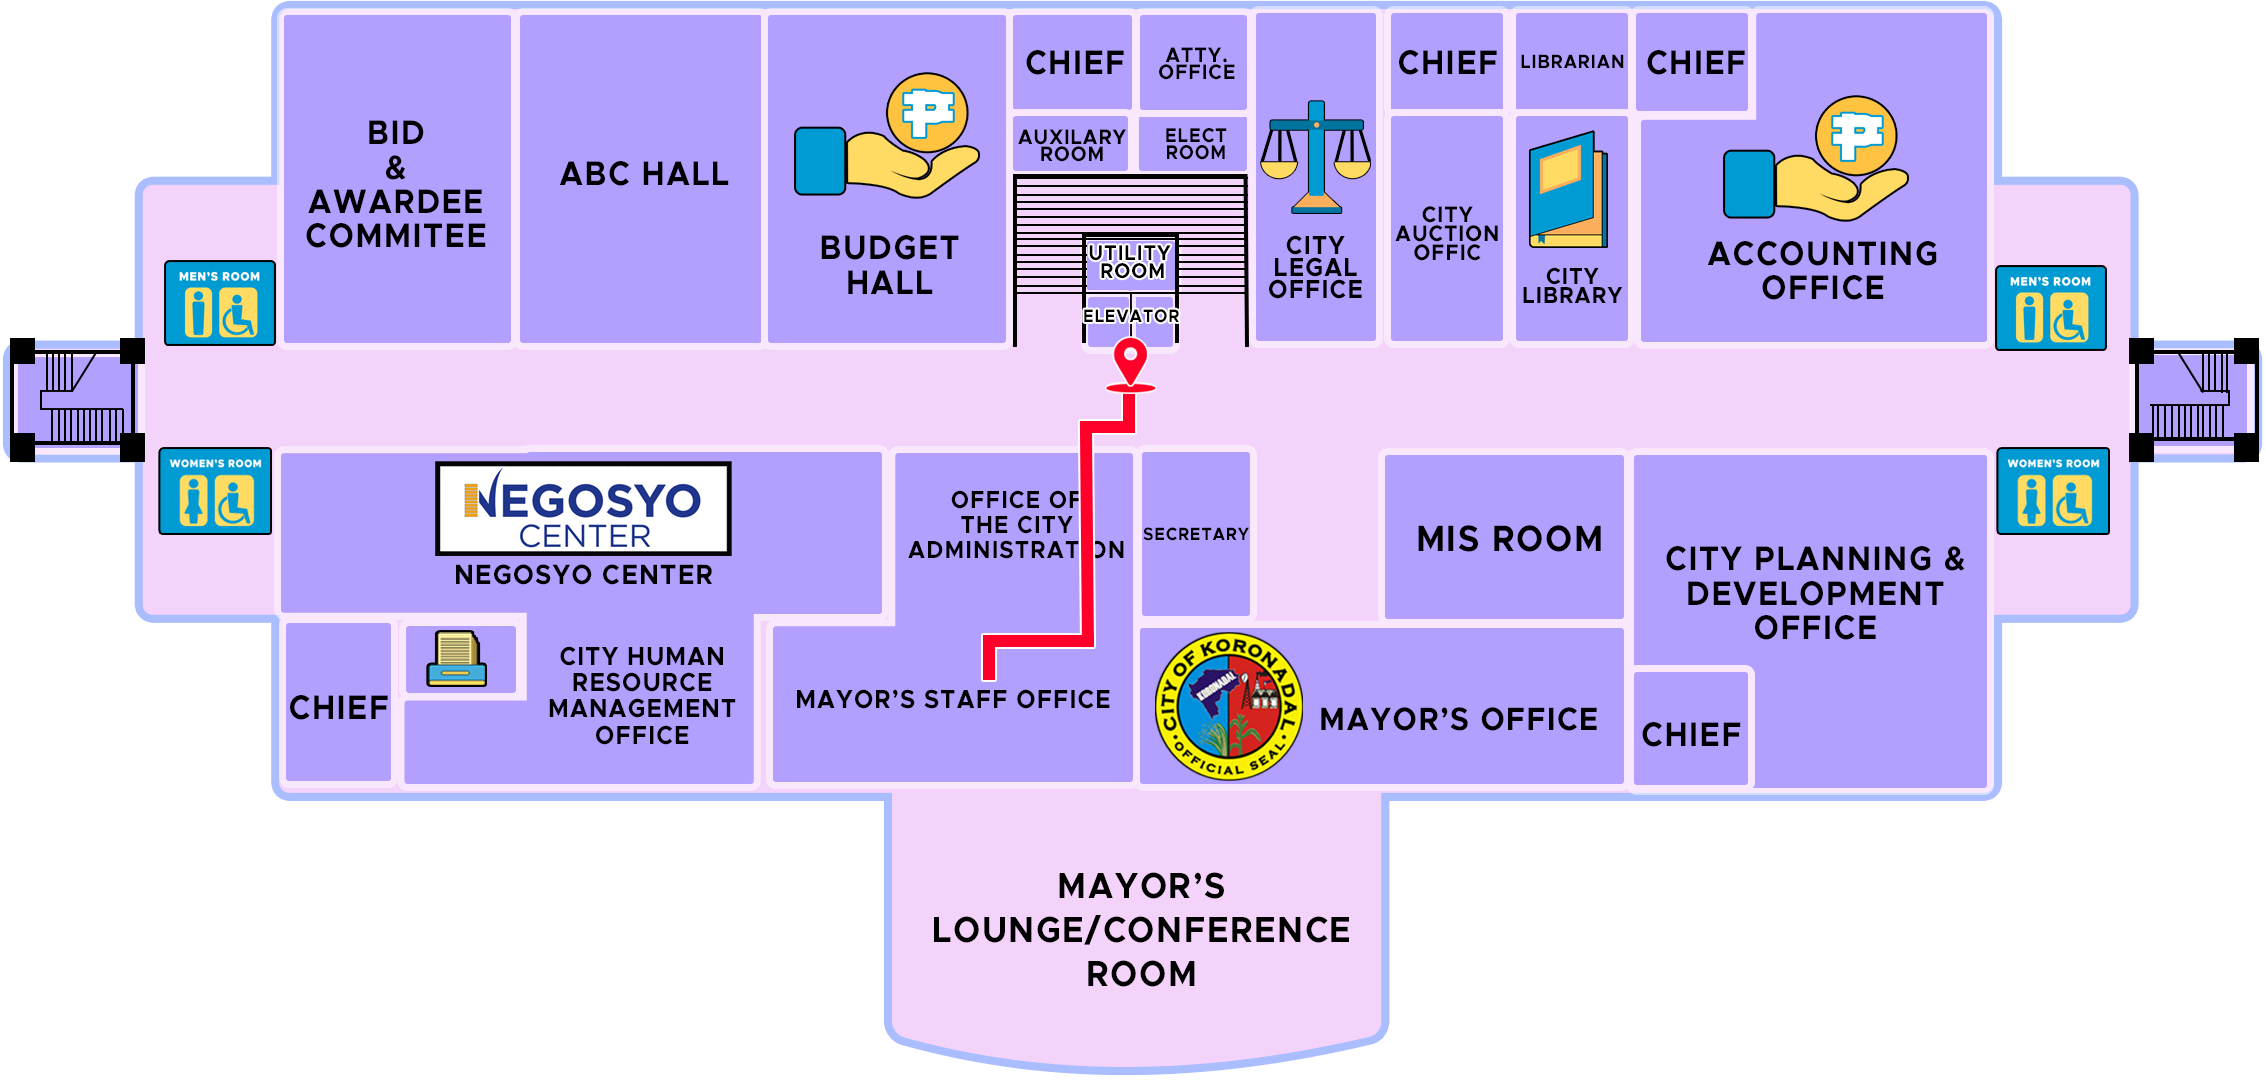 BID
&
AWARDEE
COMMITEE
ABC HALL
BUDGET
HALL
CHIEF
ATTY.
OFFICE
AUXILARY
ROOM
ELECT
ROOM
UTILITY
ROOM
ELEVATOR
CITY
LEGAL
OFFICE
CHIEF
LIBRARIAN
CHIEF
CITY
AUCTION
OFFIC
CITY
LIBRARY
ACCOUNTING
OFFICE
MEN'S ROOM
MEN'S ROOM
WOMEN'S ROOM
WOMEN'S ROOM
NEGOSYO
CENTER
NEGOSYO CENTER
OFFICE OF
THE CITY
ADMINISTRATION
SECRETARY
MIS ROOM
CITY PLANNING &
DEVELOPMENT
OFFICE
CHIEF
CITY HUMAN
RESOURCE
MANAGEMENT
OFFICE
MAYOR'S STAFF OFFICE
CITY OF KORONADAL
KORONADAL
• OFFICIAL SEAL •
MAYOR'S OFFICE
CHIEF
MAYOR'S
LOUNGE/CONFERENCE
ROOM